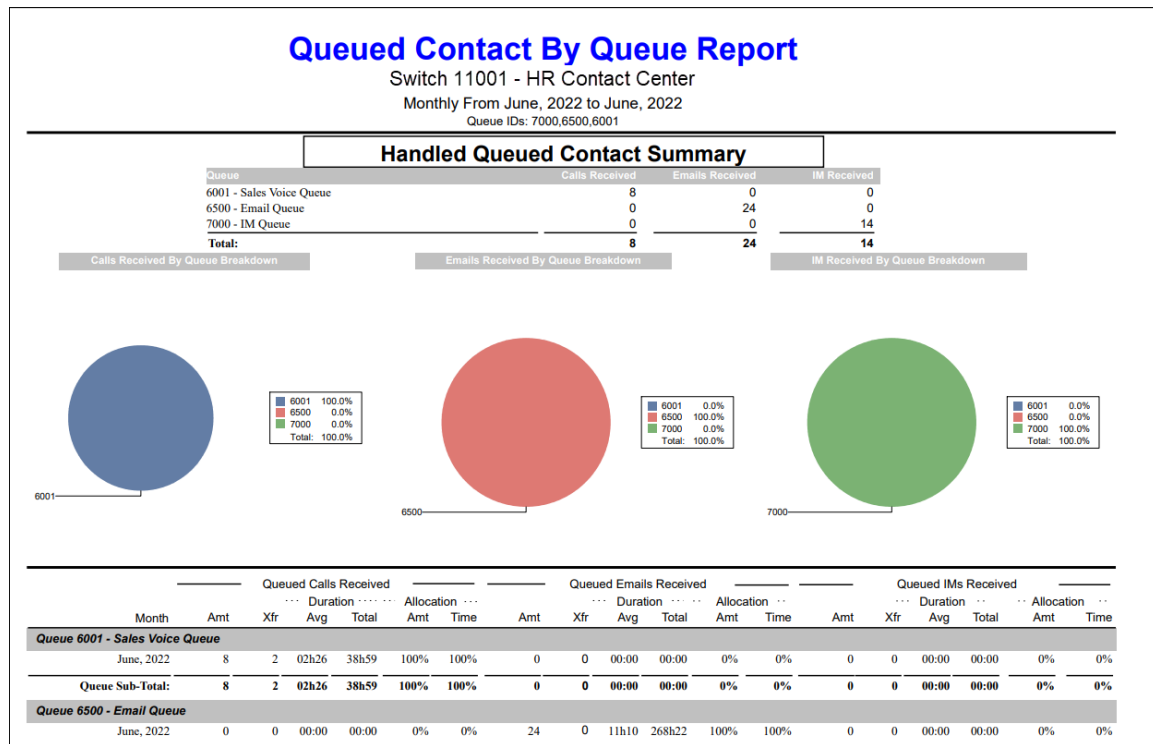 Queued Contact By Queue Report
Switch 11001 - HR Contact Center
Monthly From June, 2022 to June, 2022
Queue IDs: 7000,6500,6001
Handled Queued Contact Summary
Queue Calls Received Emails Received IM Received
6001 - Sales Voice Queue 8 0 0
6500 - Email Queue 0 24 0
7000 - IM Queue 0 0 14
Total: 8 24 14
Calls Received By Queue Breakdown Emails Received By Queue Breakdown IM Received By Queue Breakdown
6001 100.0%
6500 0.0%
7000 0.0%
Total: 100.0%
6001
6001 0.0%
6500 100.0%
7000 0.0%
Total: 100.0%
6500
6001 0.0%
6500 0.0%
7000 100.0%
Total: 100.0%
7000
Queued Calls Received Queued Emails Received Queued IMs Received
Duration Allocation Duration Allocation Duration Allocation
Month Amt Xfr Avg Total Amt Time Amt Xfr Avg Total Amt Time Amt Xfr Avg Total Amt Time
Queue 6001 - Sales Voice Queue
June, 2022 8 2 02h26 38h59 100% 100% 0 0 00:00 00:00 0% 0% 0 0 00:00 00:00 0% 0%
Queue Sub-Total: 8 2 02h26 38h59 100% 100% 0 0 00:00 00:00 0% 0% 0 0 00:00 00:00 0% 0%
Queue 6500 - Email Queue
June, 2022 0 0 00:00 00:00 0% 0% 24 0 11h10 268h22 100% 100% 0 0 00:00 00:00 0% 0%